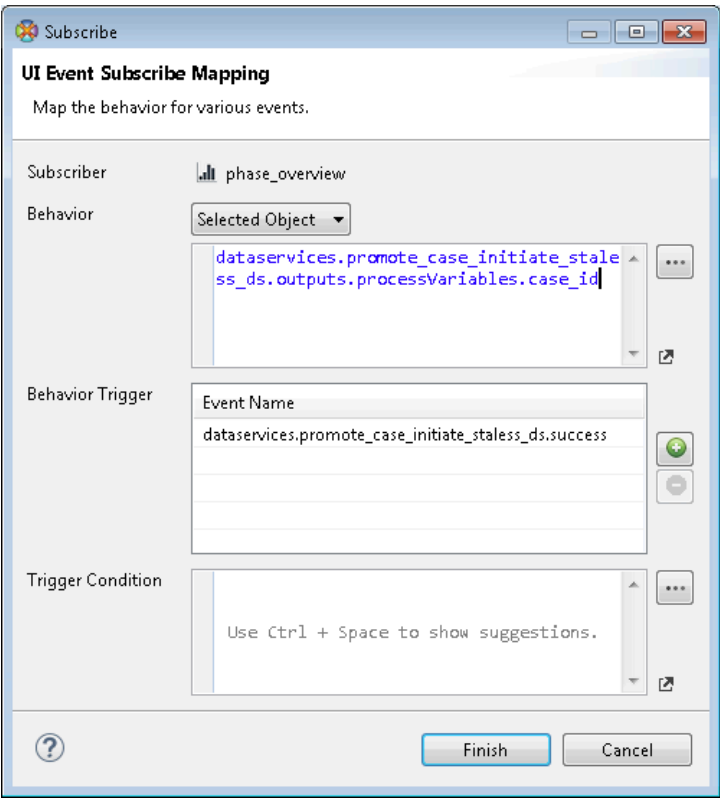 Subscribe
UI Event Subscribe Mapping
Map the behavior for various events.
Subscriber phase_overview
Behavior Selected Object
dataservices.promote_case_initiate_stale
ss_ds.outputs.processVariables.case_id
Behavior Trigger
Event Name
dataservices.promote_case_initiate_staless_ds.success
Trigger Condition
Use Ctrl + Space to show suggestions.
Finish Cancel